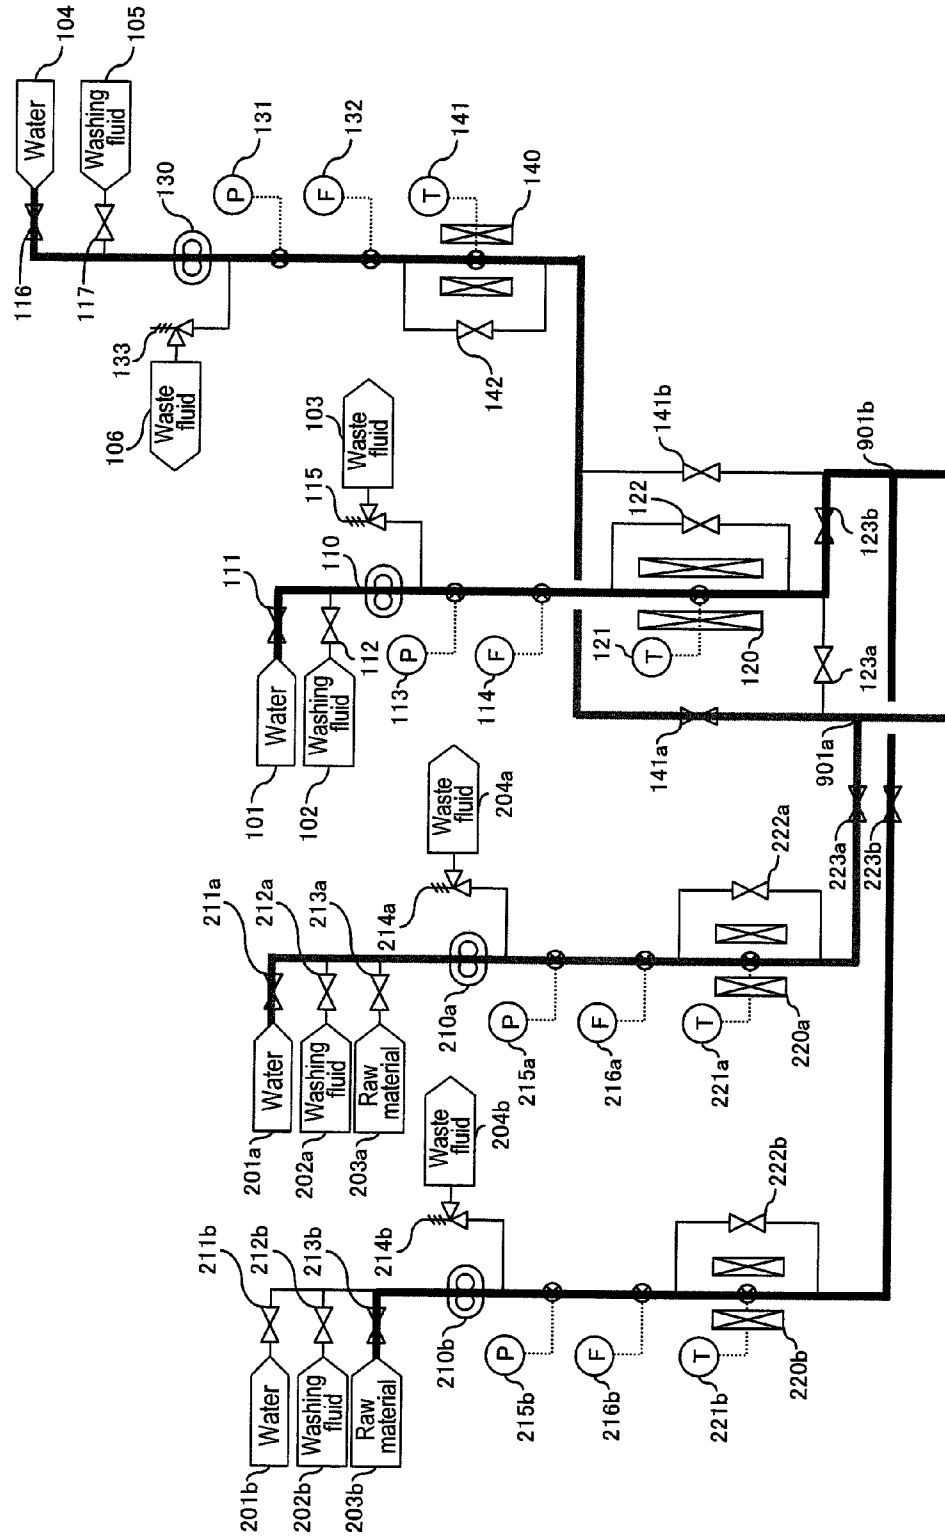 Water
104
Washing
fluid
105
116
117
130
133
Waste
fluid
106
P
131
F
132
T
141
140
142
Waste
fluid
103
115
111
110
Water
101
Washing
fluid
102
112
P
113
F
114
T
121
120
122
141b
901b
123b
123a
141a
901a
Waste
fluid
204a
211a
212a
213a
214a
Water
201a
Washing
fluid
202a
Raw
material
203a
210a
P
215a
F
216a
T
221a
220a
222a
223a
223b
Waste
fluid
204b
211b
212b
213b
214b
Water
201b
Washing
fluid
202b
Raw
material
203b
210b
P
215b
F
216b
T
221b
220b
222b